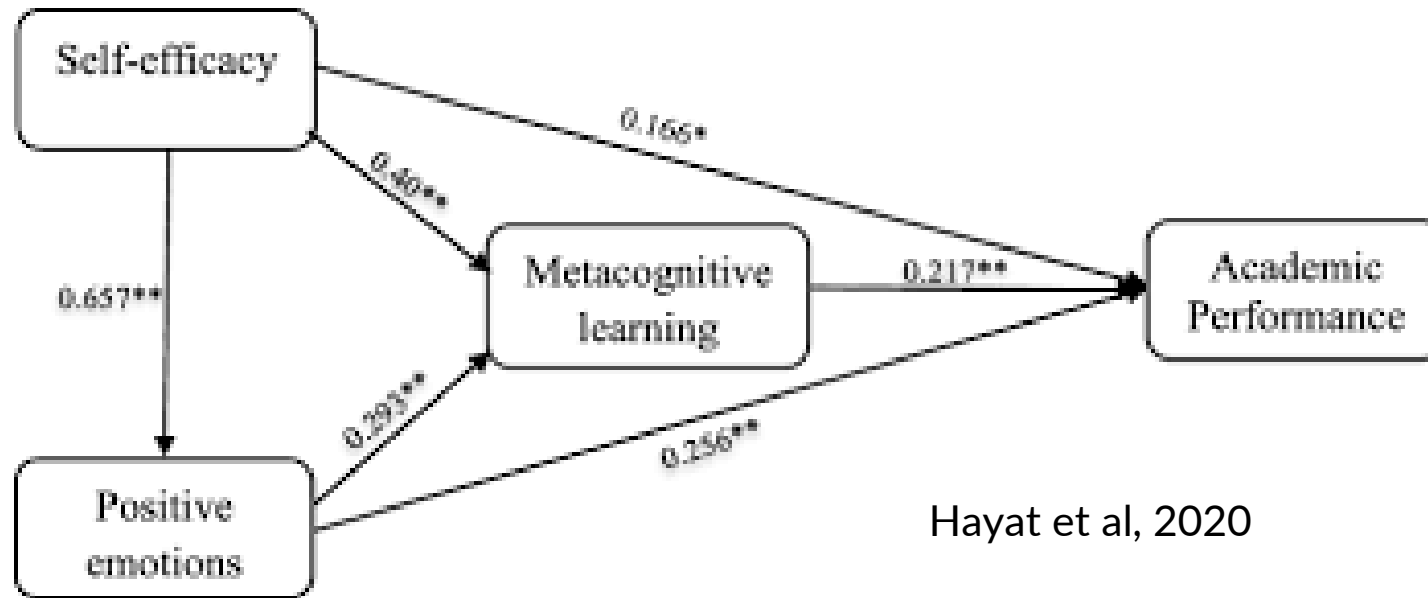 Self-efficacy
0.166*
0.40**
Metacognitive
learning
0.217**
Academic
Performance
0.657**
0.293**
0.256**
Positive
emotions
Hayat et al, 2020